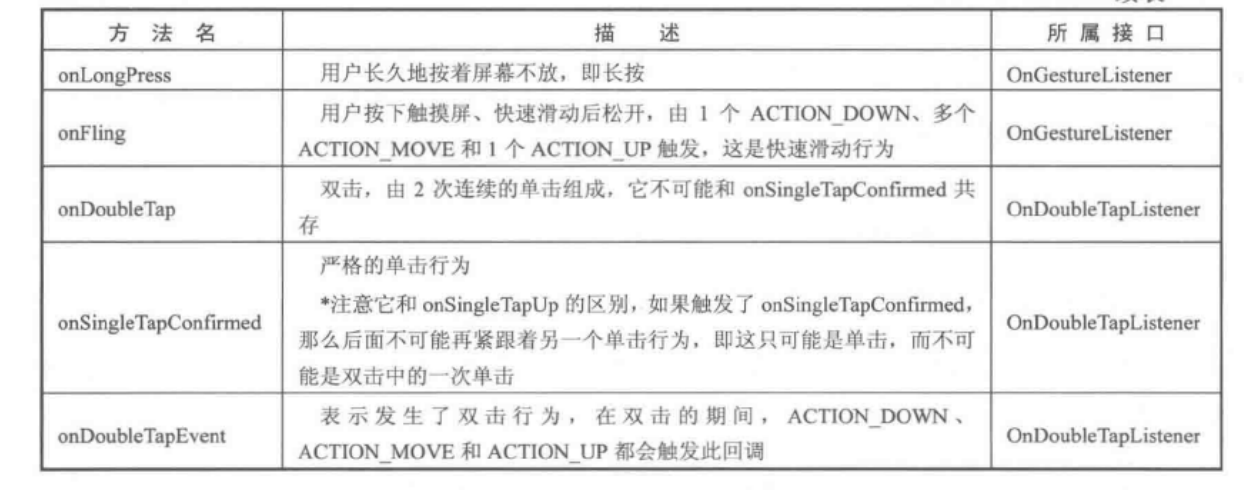 方 法 名 描 述 所 属 接 口
onLongPress 用户长久地按着屏幕不放，即长按 OnGestureListener
onFling 用户按下触摸屏、快速滑动后松开，由 1 个 ACTION_DOWN、多个
ACTION_MOVE 和 1 个 ACTION_UP 触发，这是快速滑动行为 OnGestureListener
onDoubleTap 双击，由 2 次连续的单击组成，它不可能和 onSingleTapConfirmed 共
存 OnDoubleTapListener
严格的单击行为
onSingleTapConfirmed *注意它和 onSingleTapUp 的区别，如果触发了 onSingleTapConfirmed，
那么后面不可能再紧跟着另一个单击行为，即这只可能是单击，而不可 OnDoubleTapListener
能是双击中的一次单击
onDoubleTapEvent 表示发生了双击行为，在双击的期间，ACTION_DOWN、
ACTION_MOVE 和 ACTION_UP 都会触发此回调 OnDoubleTapListener